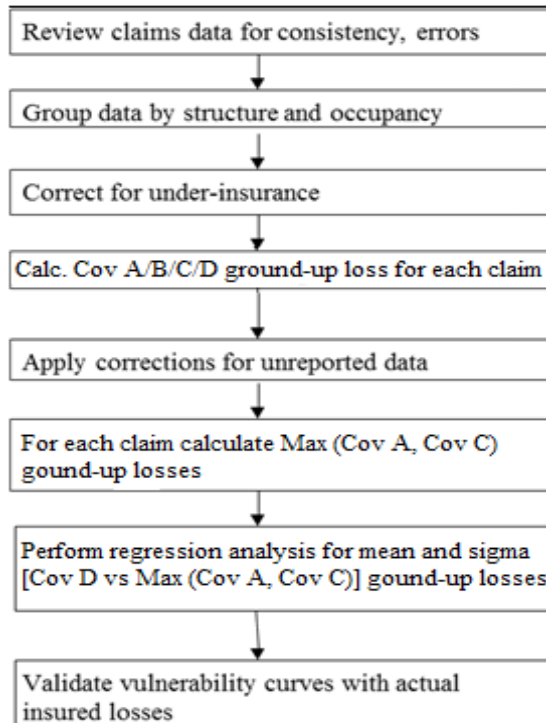 Review claims data for consistency, errors
Group data by structure and occupancy
Correct for under-insurance
Calc. Cov A/B/C/D ground-up loss for each claim
Apply corrections for unreported data
For each claim calculate Max (Cov A, Cov C)
gound-up losses
Perform regression analysis for mean and sigma
[Cov D vs Max (Cov A, Cov C)] gound-up losses
Validate vulnerability curves with actual
insured losses